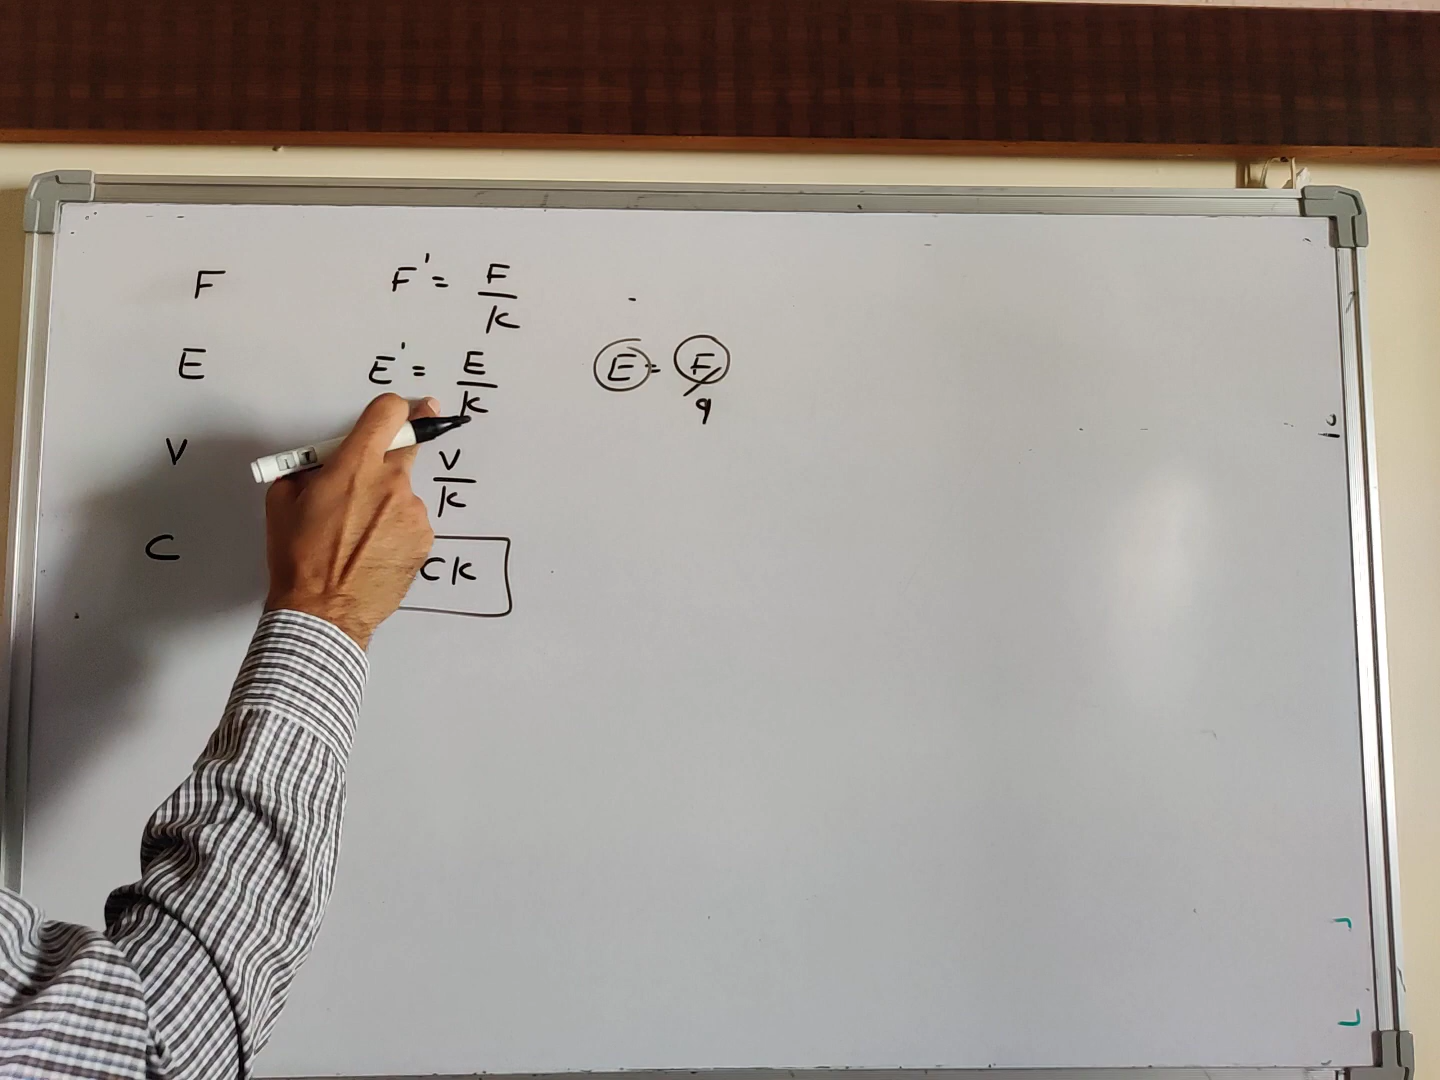 F F' = F/K
E E' = E/K E = F/q
V V/K
C CK